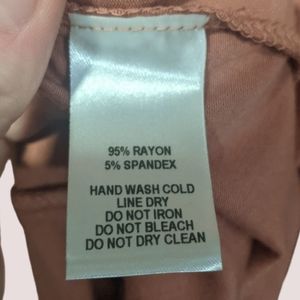 95% RAYON
5% SPANDEX
HAND WASH COLD
LINE DRY
DO NOT IRON
DO NOT BLEACH
DO NOT DRY CLEAN